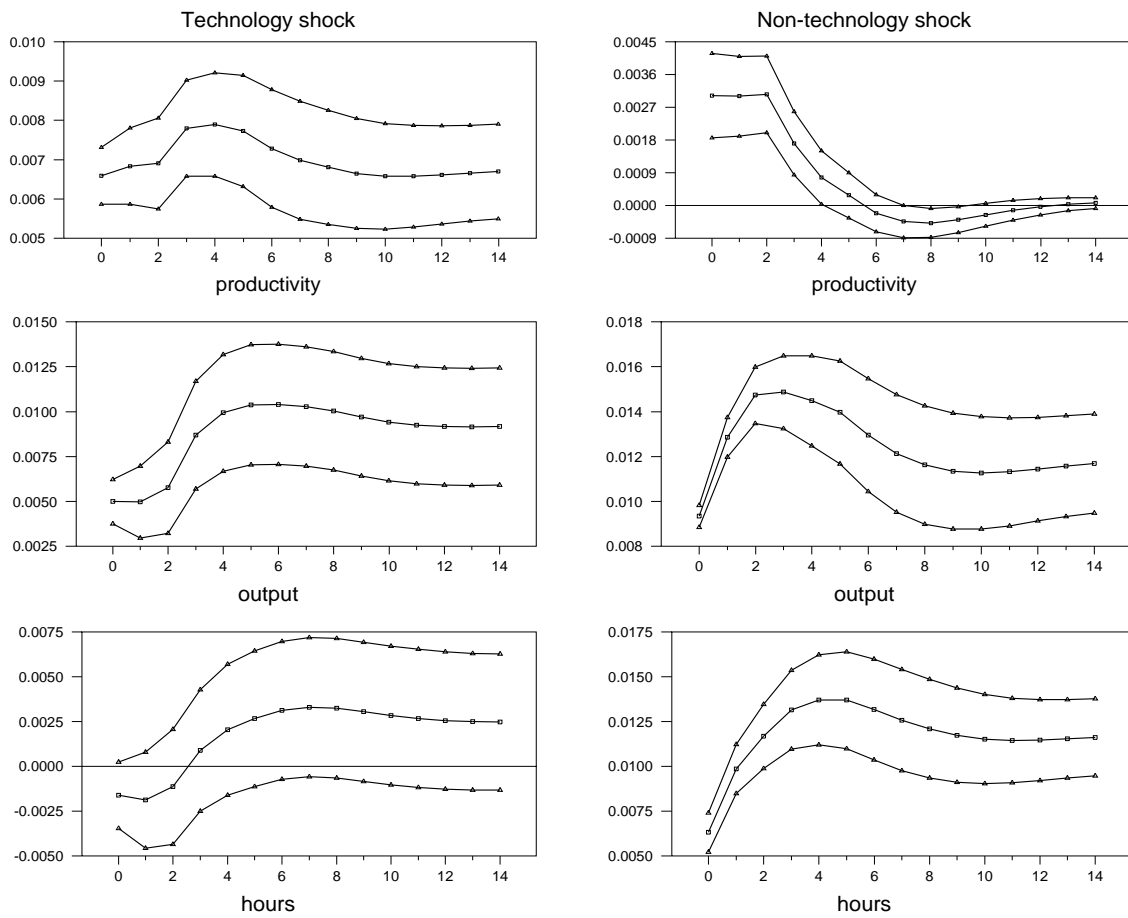 Technology shock
0.010
0.009
0.008
0.007
0.006
0.005
0 2 4 6 8 10 12 14
productivity
Non-technology shock
0.0045
0.0036
0.0027
0.0018
0.0009
0.0000
-0.0009
0 2 4 6 8 10 12 14
productivity
0.0150
0.0125
0.0100
0.0075
0.0050
0.0025
0 2 4 6 8 10 12 14
output
0.018
0.016
0.014
0.012
0.010
0.008
0 2 4 6 8 10 12 14
output
0.0075
0.0050
0.0025
0.0000
-0.0025
-0.0050
0 2 4 6 8 10 12 14
hours
0.0175
0.0150
0.0125
0.0100
0.0075
0.0050
0 2 4 6 8 10 12 14
hours